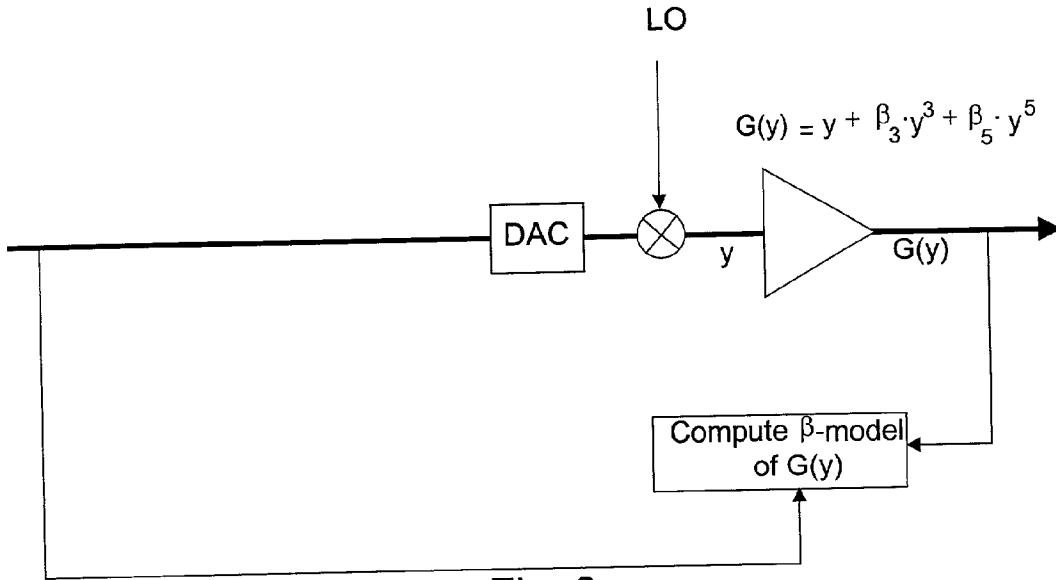 LO
G(y) = y + β₃·y³ + β₅·y⁵
DAC
y
G(y)
Compute β-model
of G(y)